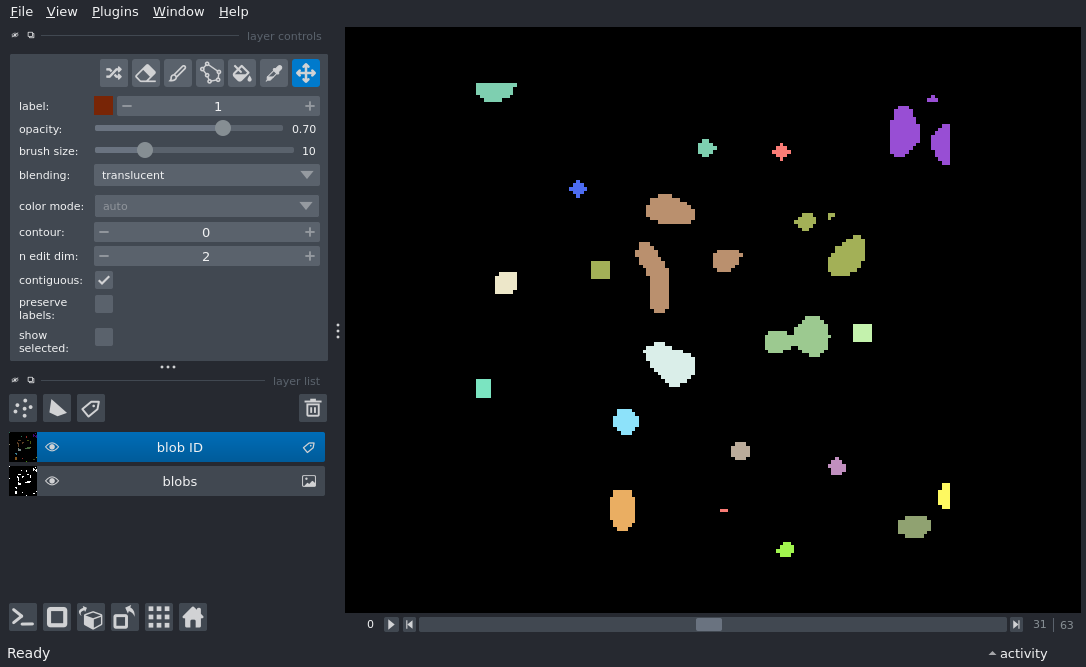 File View Plugins Window Help
layer controls
label: 1
opacity: 0.70
brush size: 10
blending: translucent
color mode: auto
contour: 0
n edit dim: 2
contiguous:
preserve
labels:
show
selected:
layer list
blob ID
blobs
0 31 63
Ready activity